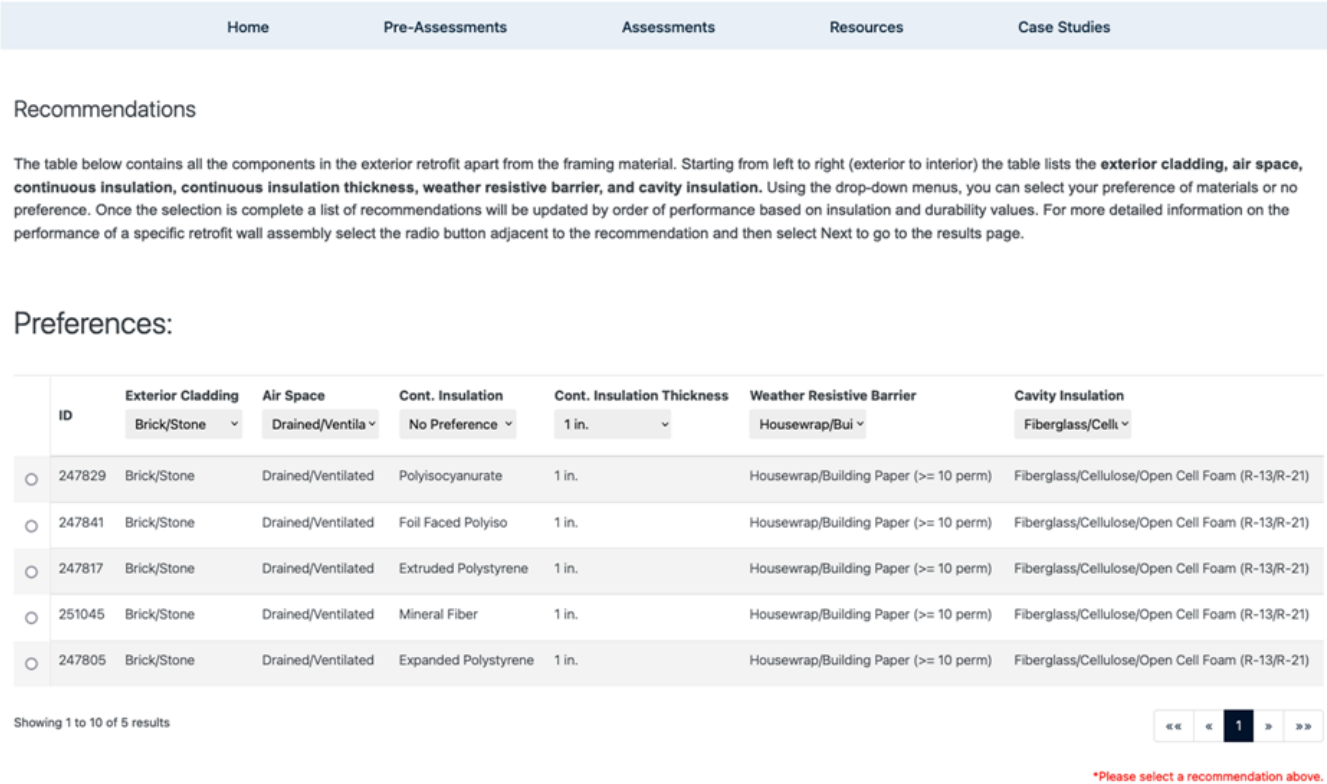 Home Pre-Assessments Assessments Resources Case Studies
Recommendations
The table below contains all the components in the exterior retrofit apart from the framing material. Starting from left to right (exterior to interior) the table lists the exterior cladding, air space,
continuous insulation, continuous insulation thickness, weather resistive barrier, and cavity insulation. Using the drop-down menus, you can select your preference of materials or no
preference. Once the selection is complete a list of recommendations will be updated by order of performance based on insulation and durability values. For more detailed information on the
performance of a specific retrofit wall assembly select the radio button adjacent to the recommendation and then select Next to go to the results page.
Preferences:
ID Exterior Cladding Air Space Cont. Insulation Cont. Insulation Thickness Weather Resistive Barrier Cavity Insulation
Brick/Stone Drained/Ventila No Preference 1 in. Housewrap/Bui Fiberglass/Cellu
247829 Brick/Stone Drained/Ventilated Polyisocyanurate 1 in. Housewrap/Building Paper (>= 10 perm) Fiberglass/Cellulose/Open Cell Foam (R-13/R-21)
247841 Brick/Stone Drained/Ventilated Foil Faced Polyiso 1 in. Housewrap/Building Paper (>= 10 perm) Fiberglass/Cellulose/Open Cell Foam (R-13/R-21)
247817 Brick/Stone Drained/Ventilated Extruded Polystyrene 1 in. Housewrap/Building Paper (>= 10 perm) Fiberglass/Cellulose/Open Cell Foam (R-13/R-21)
251045 Brick/Stone Drained/Ventilated Mineral Fiber 1 in. Housewrap/Building Paper (>= 10 perm) Fiberglass/Cellulose/Open Cell Foam (R-13/R-21)
247805 Brick/Stone Drained/Ventilated Expanded Polystyrene 1 in. Housewrap/Building Paper (>= 10 perm) Fiberglass/Cellulose/Open Cell Foam (R-13/R-21)
Showing 1 to 10 of 5 results «« « 1 » »»
*Please select a recommendation above.